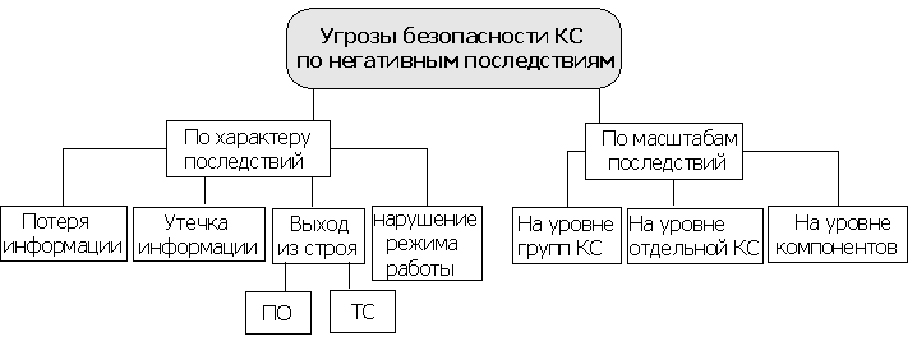 Угрозы безопасности КС
по негативным последствиям
По характеру
последствий
По масштабам
последствий
Потеря
информации
Утечка
информации
Выход
из строя
нарушение
режима
работы
На уровне
групп КС
На уровне
отдельной КС
На уровне
компонентов
ПО
ТС